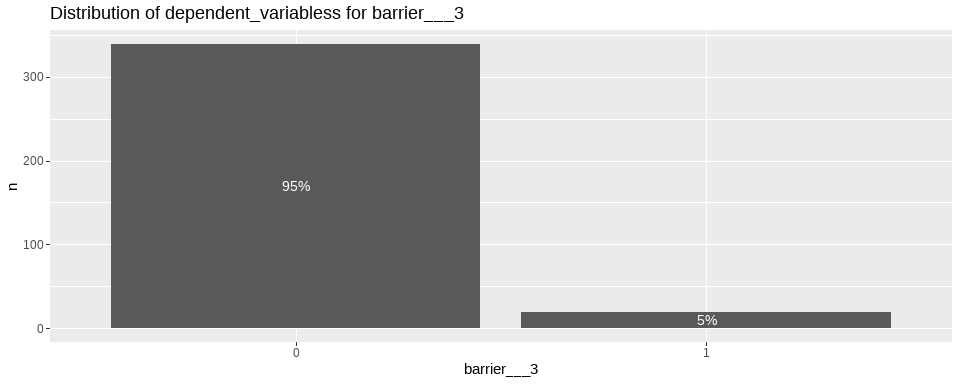 Distribution of dependent_variabless for barrier___3
300
200
100
0
n
95%
5%
0
1
barrier___3